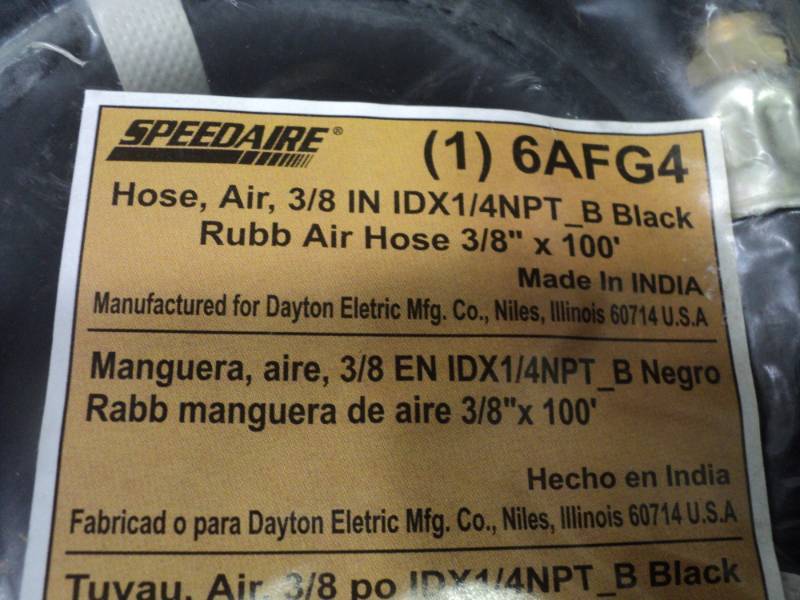 SPEEDAIRE®
(1) 6AFG4
Hose, Air, 3/8 IN IDX1/4NPT_B Black
Rubb Air Hose 3/8" x 100'
Made In INDIA
Manufactured for Dayton Eletric Mfg. Co., Niles, Illinois 60714 U.S.A
Manguera, aire, 3/8 EN IDX1/4NPT_B Negro
Rabb manguera de aire 3/8"x 100'
Hecho en India
Fabricad o para Dayton Eletric Mfg. Co., Niles, Illinois 60714 U.S.A
Tuyau, Air, 3/8 po IDX1/4NPT_B Black